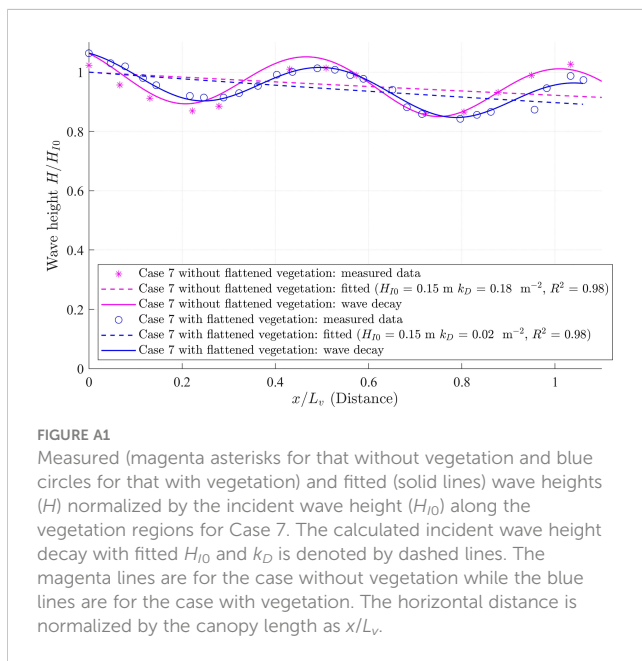 Wave height H/H_{I0}
1
0.8
0.6
0.4
0.2
0
Case 7 without flattened vegetation: measured data
Case 7 without flattened vegetation: fitted (H_{I0} = 0.15 m k_D = 0.18 m^{-2}, R^2 = 0.98)
Case 7 without flattened vegetation: wave decay
Case 7 with flattened vegetation: measured data
Case 7 with flattened vegetation: fitted (H_{I0} = 0.15 m k_D = 0.02 m^{-2}, R^2 = 0.98)
Case 7 with flattened vegetation: wave decay
0 0.2 0.4 0.6 0.8 1
x/L_v (Distance)
FIGURE A1
Measured (magenta asterisks for that without vegetation and blue
circles for that with vegetation) and fitted (solid lines) wave heights
(H) normalized by the incident wave height (H_{I0}) along the
vegetation regions for Case 7. The calculated incident wave height
decay with fitted H_{I0} and k_D is denoted by dashed lines. The
magenta lines are for the case without vegetation while the blue
lines are for the case with vegetation. The horizontal distance is
normalized by the canopy length as x/L_v.